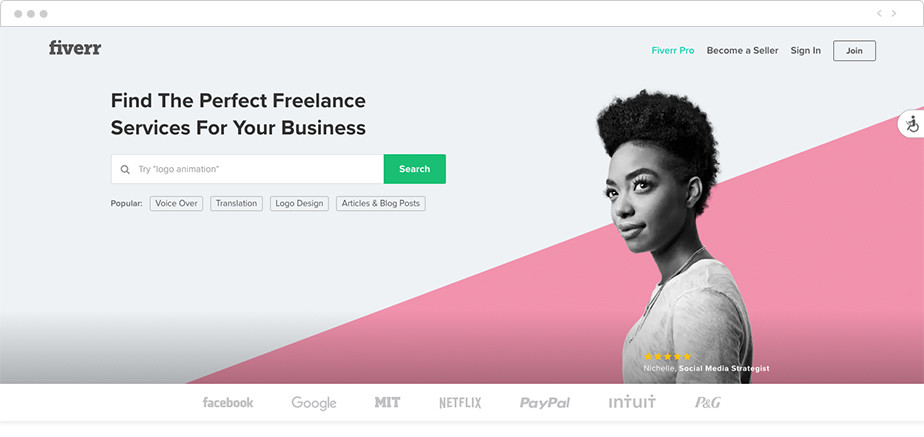 fiverr
Fiverr Pro
Become a Seller
Sign In
Join
Find The Perfect Freelance
Services For Your Business
Try "logo animation"
Search
Popular:
Voice Over
Translation
Logo Design
Articles & Blog Posts
Nichelle, Social Media Strategist
facebook
Google
MIT
NETFLIX
PayPal
intuit
P&G